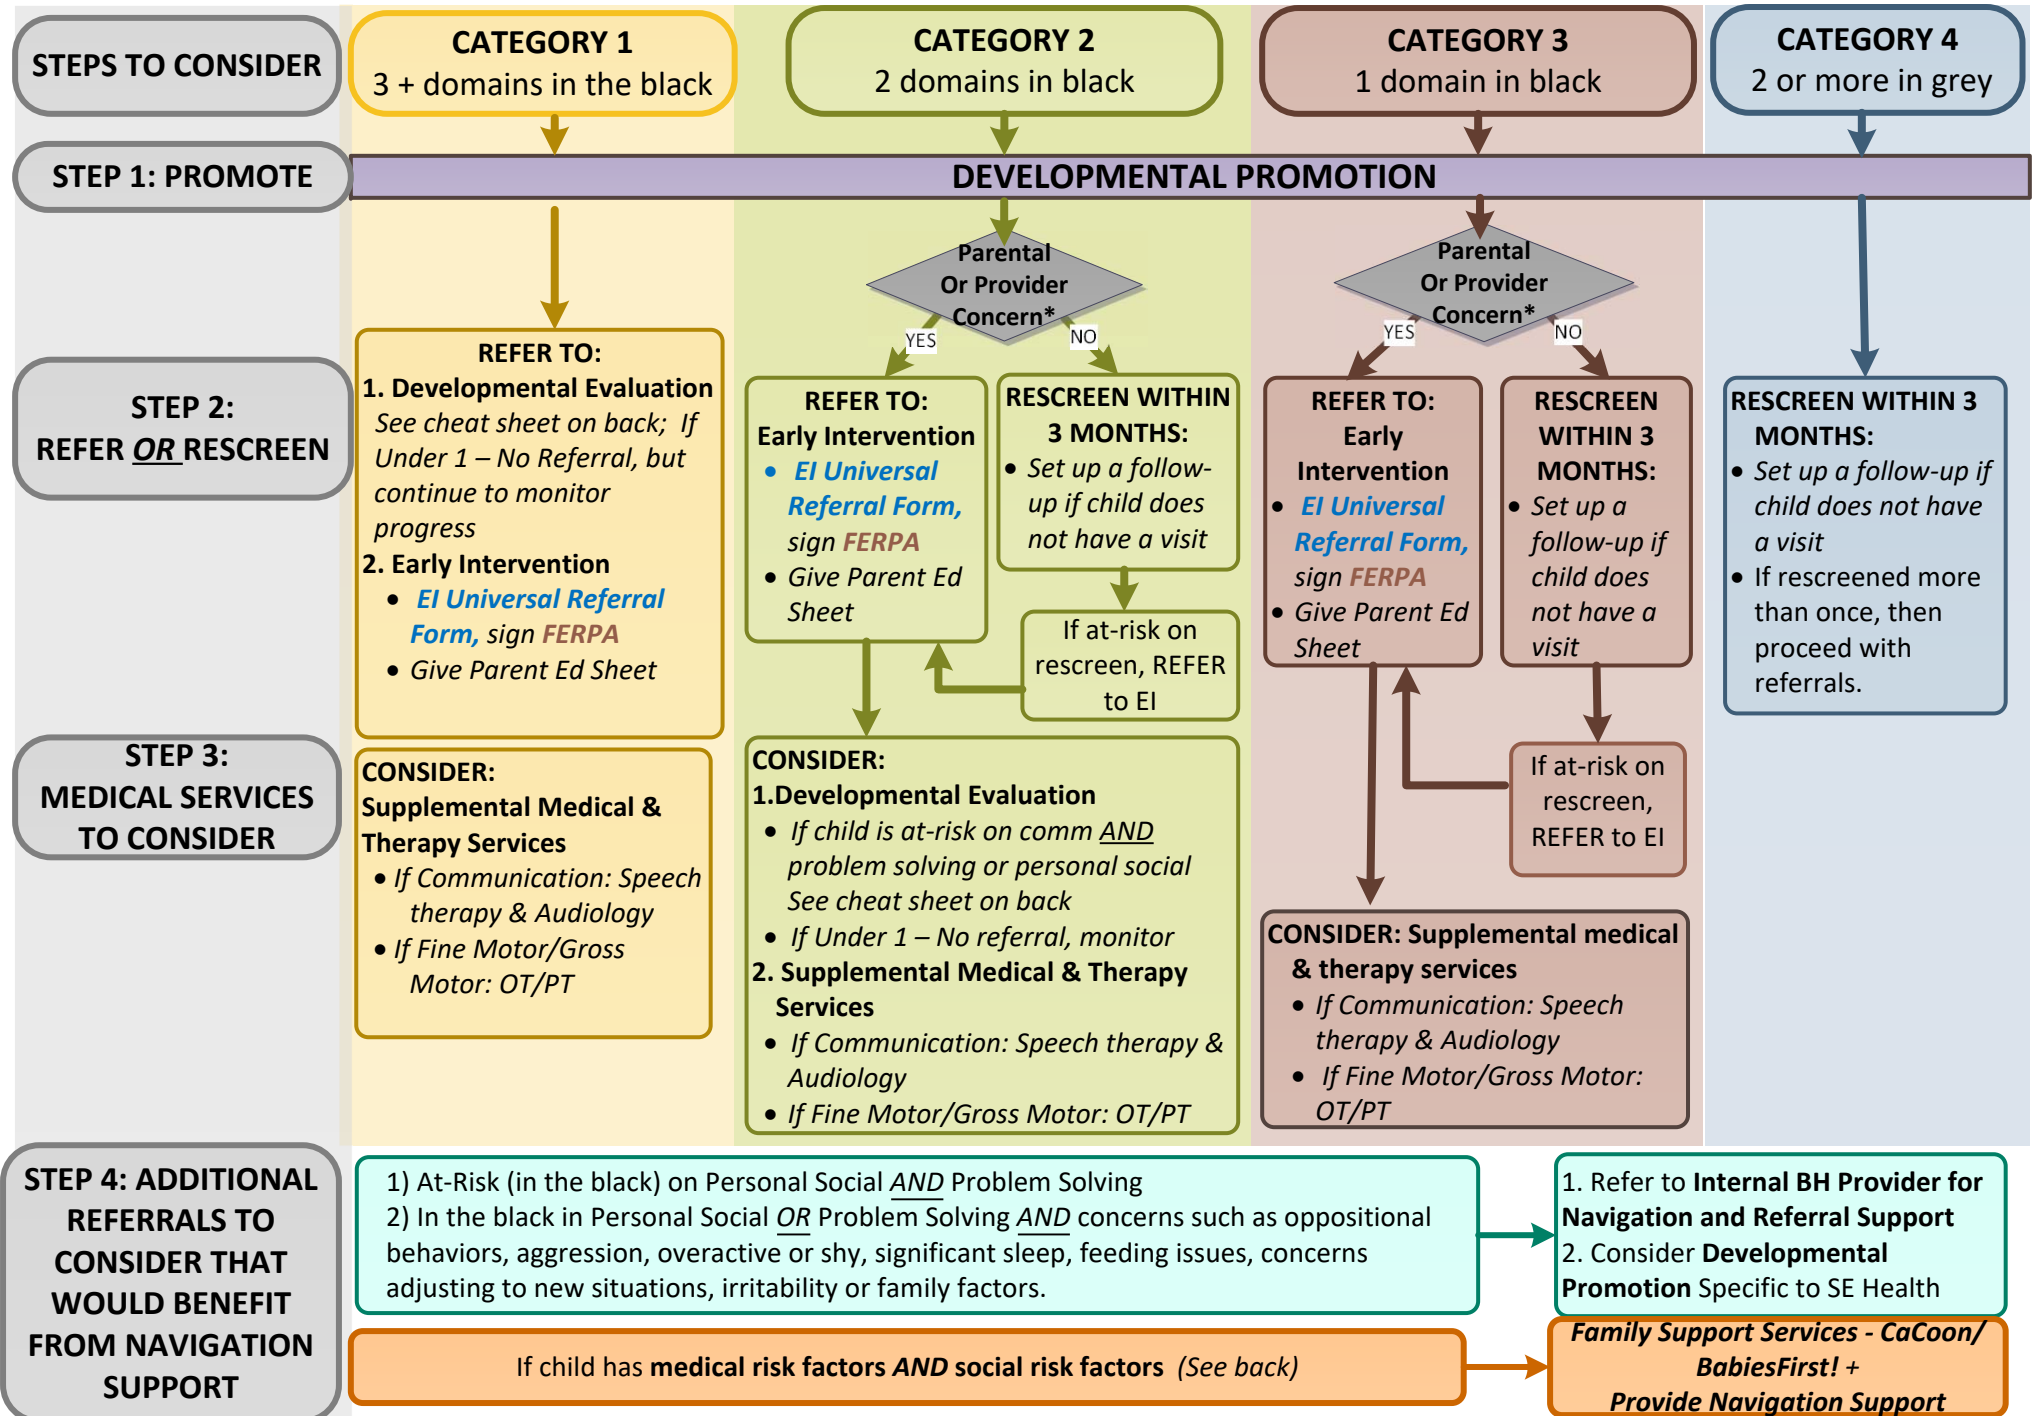 STEPS TO CONSIDER
CATEGORY 1
3 + domains in the black
CATEGORY 2
2 domains in black
CATEGORY 3
1 domain in black
CATEGORY 4
2 or more in grey
STEP 1: PROMOTE
DEVELOPMENTAL PROMOTION
STEP 2:
REFER OR RESCREEN
REFER TO:
1. Developmental Evaluation
See cheat sheet on back; If
Under 1 – No Referral, but
continue to monitor
progress
2. Early Intervention
• EI Universal Referral
Form, sign FERPA
• Give Parent Ed Sheet
Parental
Or Provider
Concern*
YES
NO
REFER TO:
Early Intervention
• EI Universal
Referral Form,
sign FERPA
• Give Parent Ed
Sheet
RESCREEN WITHIN
3 MONTHS:
• Set up a follow-
up if child does
not have a visit
If at-risk on
rescreen, REFER
to EI
Parental
Or Provider
Concern*
YES
NO
REFER TO:
Early
Intervention
• EI Universal
Referral Form,
sign FERPA
• Give Parent Ed
Sheet
RESCREEN
WITHIN 3
MONTHS:
• Set up a
follow-up if
child does
not have a
visit
If at-risk on
rescreen,
REFER to EI
RESCREEN WITHIN 3
MONTHS:
• Set up a follow-up if
child does not have
a visit
• If rescreened more
than once, then
proceed with
referrals.
STEP 3:
MEDICAL SERVICES
TO CONSIDER
CONSIDER:
Supplemental Medical &
Therapy Services
• If Communication: Speech
therapy & Audiology
• If Fine Motor/Gross
Motor: OT/PT
CONSIDER:
1.Developmental Evaluation
• If child is at-risk on comm AND
problem solving or personal social
See cheat sheet on back
• If Under 1 – No referral, monitor
2. Supplemental Medical & Therapy
Services
• If Communication: Speech therapy &
Audiology
• If Fine Motor/Gross Motor: OT/PT
CONSIDER: Supplemental medical
& therapy services
• If Communication: Speech
therapy & Audiology
• If Fine Motor/Gross Motor:
OT/PT
STEP 4: ADDITIONAL
REFERRALS TO
CONSIDER THAT
WOULD BENEFIT
FROM NAVIGATION
SUPPORT
1) At-Risk (in the black) on Personal Social AND Problem Solving
2) In the black in Personal Social OR Problem Solving AND concerns such as oppositional
behaviors, aggression, overactive or shy, significant sleep, feeding issues, concerns
adjusting to new situations, irritability or family factors.
1. Refer to Internal BH Provider for
Navigation and Referral Support
2. Consider Developmental
Promotion Specific to SE Health
If child has medical risk factors AND social risk factors (See back)
Family Support Services - CaCoon/
BabiesFirst! +
Provide Navigation Support